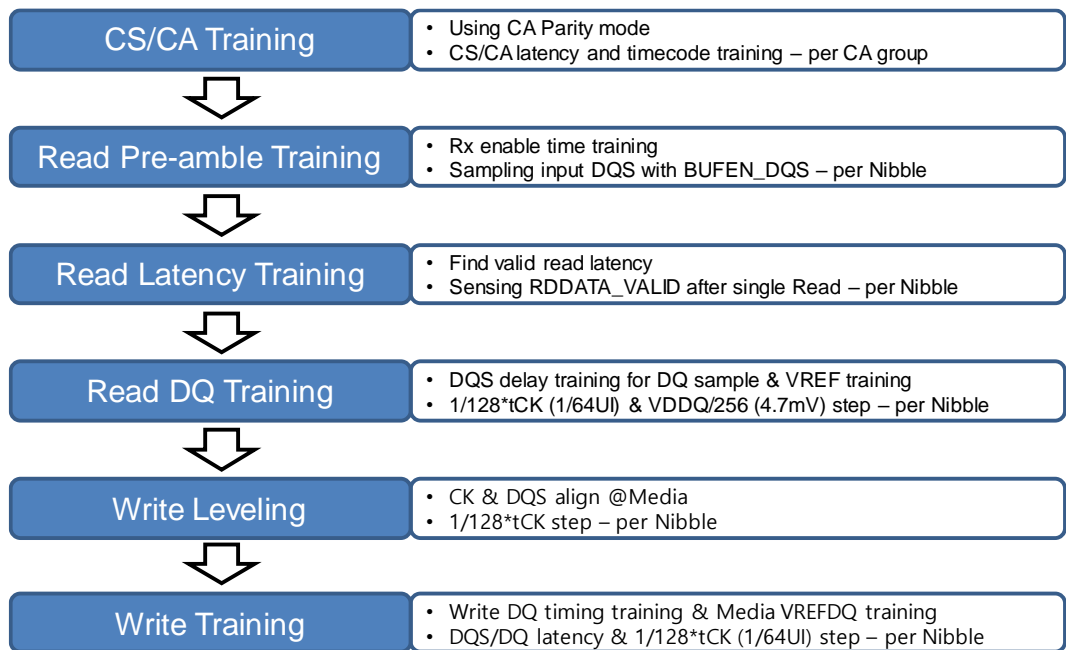 CS/CA Training
• Using CA Parity mode
• CS/CA latency and timecode training – per CA group
Read Pre-amble Training
• Rx enable time training
• Sampling input DQS with BUFEN_DQS – per Nibble
Read Latency Training
• Find valid read latency
• Sensing RDDATA_VALID after single Read – per Nibble
Read DQ Training
• DQS delay training for DQ sample & VREF training
• 1/128*tCK (1/64UI) & VDDQ/256 (4.7mV) step – per Nibble
Write Leveling
• CK & DQS align @Media
• 1/128*tCK step – per Nibble
Write Training
• Write DQ timing training & Media VREFDQ training
• DQS/DQ latency & 1/128*tCK (1/64UI) step – per Nibble